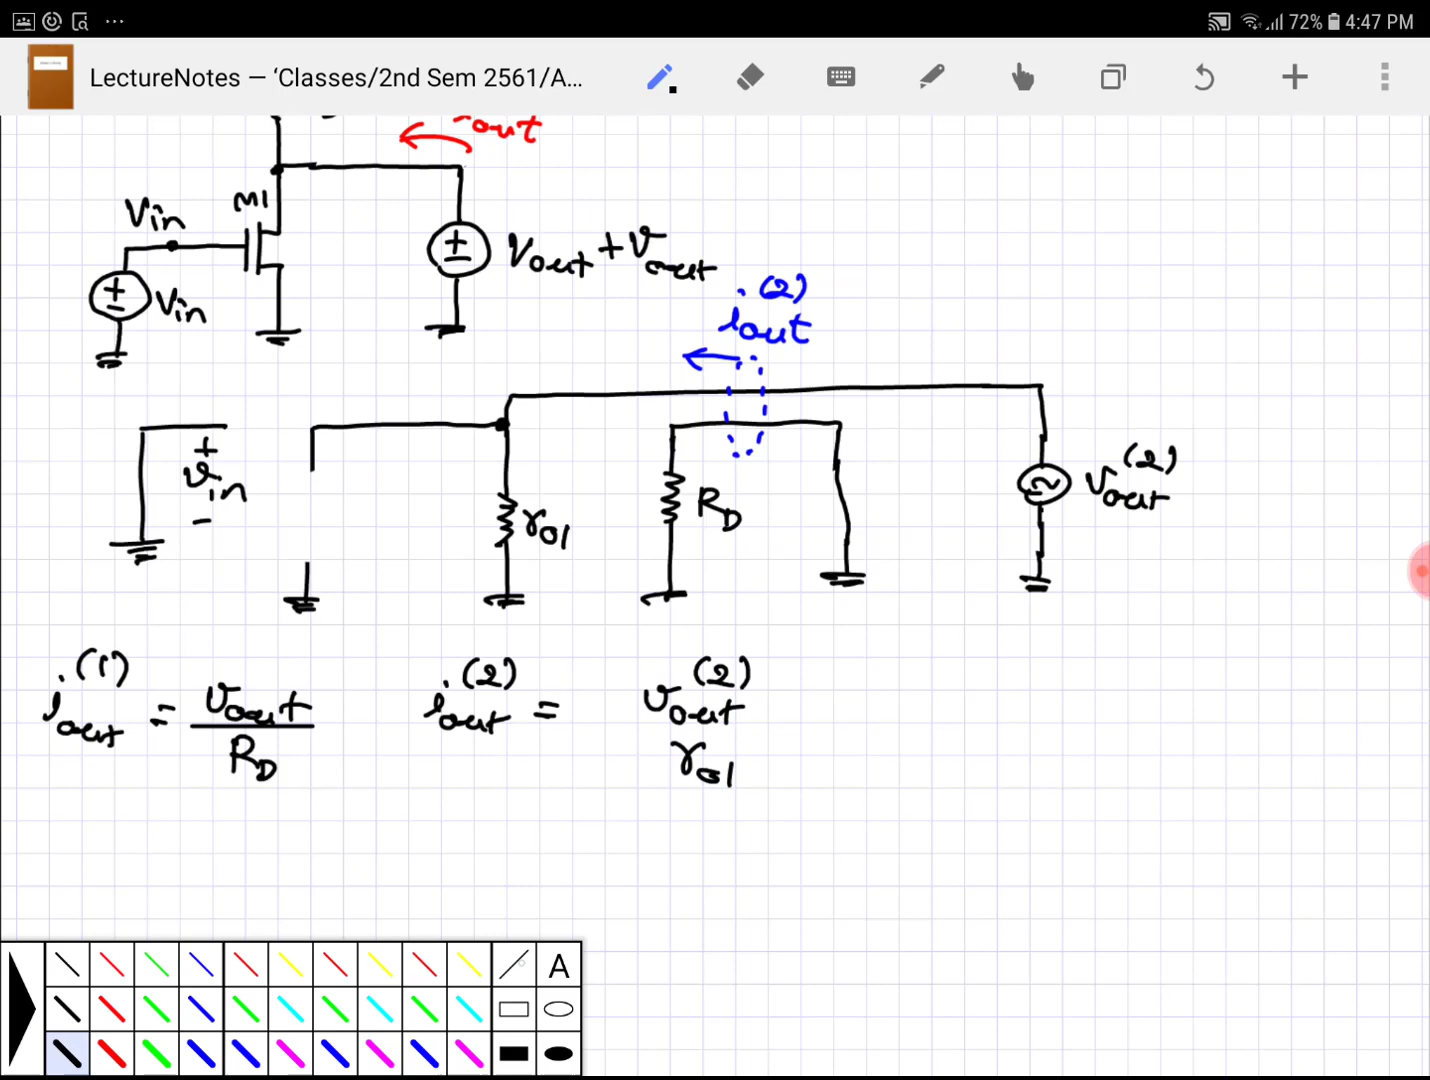 72% 4:47 PM
LectureNotes — ‘Classes/2nd Sem 2561/A...
out
M1
Vin
Vin
Vout + vout
iout(2)
+
vin
-
ro1
RD
vout(2)
iout(1) = vout / RD
iout(2) = vout(2) ro1
A